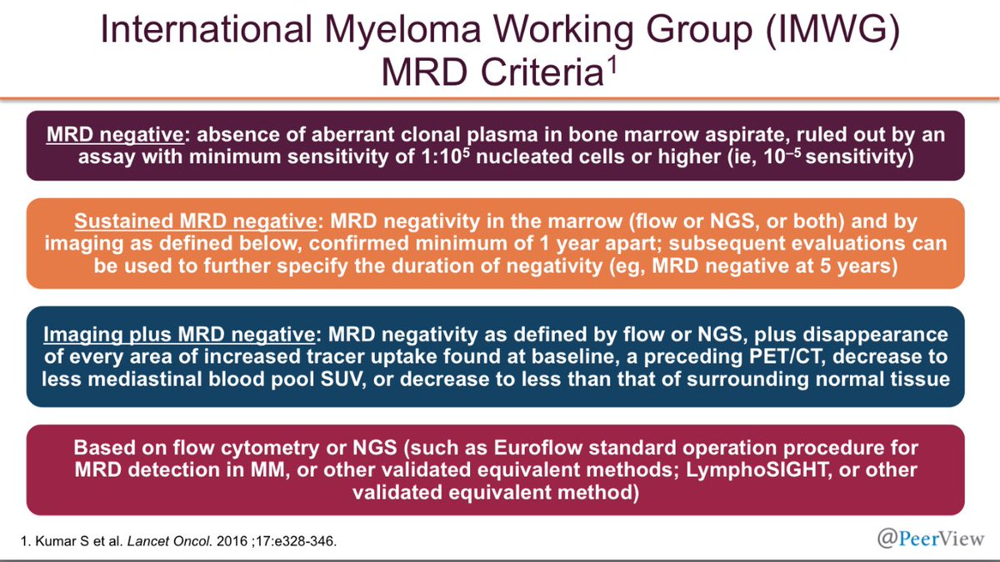 International Myeloma Working Group (IMWG)
MRD Criteria¹
MRD negative: absence of aberrant clonal plasma in bone marrow aspirate, ruled out by an
assay with minimum sensitivity of 1:10⁵ nucleated cells or higher (ie, 10⁻⁵ sensitivity)
Sustained MRD negative: MRD negativity in the marrow (flow or NGS, or both) and by
imaging as defined below, confirmed minimum of 1 year apart; subsequent evaluations can
be used to further specify the duration of negativity (eg, MRD negative at 5 years)
Imaging plus MRD negative: MRD negativity as defined by flow or NGS, plus disappearance
of every area of increased tracer uptake found at baseline, a preceding PET/CT, decrease to
less mediastinal blood pool SUV, or decrease to less than that of surrounding normal tissue
Based on flow cytometry or NGS (such as Euroflow standard operation procedure for
MRD detection in MM, or other validated equivalent methods; LymphoSIGHT, or other
validated equivalent method)
1. Kumar S et al. Lancet Oncol. 2016 ;17:e328-346.
@PeerView